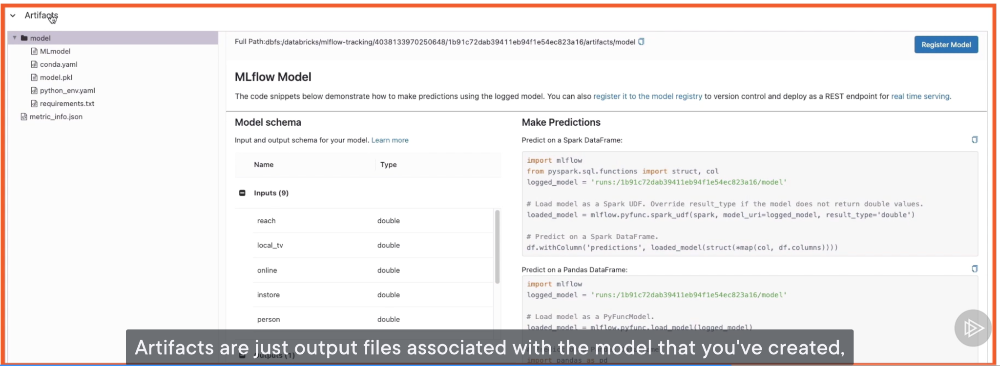 Artifacts
model
MLmodel
conda.yaml
model.pkl
python_env.yaml
requirements.txt
metric_info.json
Full Path:dbfs:/databricks/mlflow-tracking/4038133970250648/1b91c72dab39411eb94f1e54ec823a16/artifacts/model
Register Model
MLflow Model
The code snippets below demonstrate how to make predictions using the logged model. You can also register it to the model registry to version control and deploy as a REST endpoint for real time serving.
Model schema
Input and output schema for your model. Learn more
Name Type
Inputs (9)
reach double
local_tv double
online double
instore double
person double
Outputs (1)
Make Predictions
Predict on a Spark DataFrame:
import mlflow
from pyspark.sql.functions import struct, col
logged_model = 'runs:/1b91c72dab39411eb94f1e54ec823a16/model'
# Load model as a Spark UDF. Override result_type if the model does not return double values.
loaded_model = mlflow.pyfunc.spark_udf(spark, model_uri=logged_model, result_type='double')
# Predict on a Spark DataFrame.
df.withColumn('predictions', loaded_model(struct(*map(col, df.columns))))
Predict on a Pandas DataFrame:
import mlflow
logged_model = 'runs:/1b91c72dab39411eb94f1e54ec823a16/model'
# Load model as a PyFuncModel.
loaded_model = mlflow.pyfunc.load_model(logged_model)
import pandas as pd
Artifacts are just output files associated with the model that you've created,